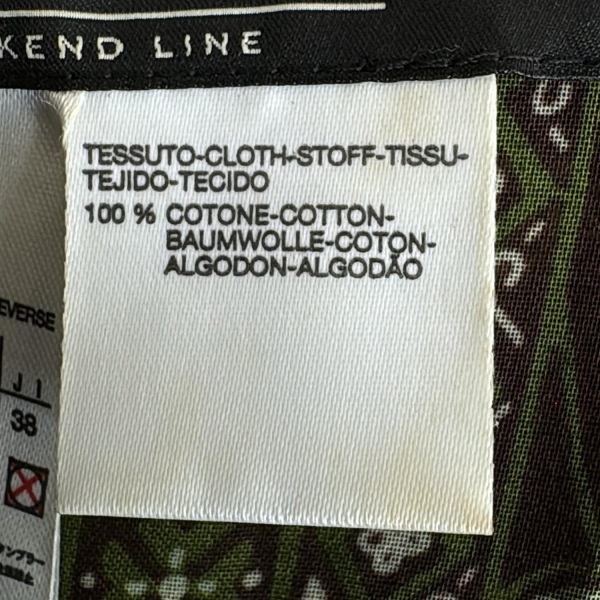 KEND LINE
TESSUTO-CLOTH-STOFF-TISSU-
TEJIDO-TECIDO
100 % COTONE-COTTON-
BAUMWOLLE-COTON-
ALGODON-ALGODÃO
EVERSE
J I
38